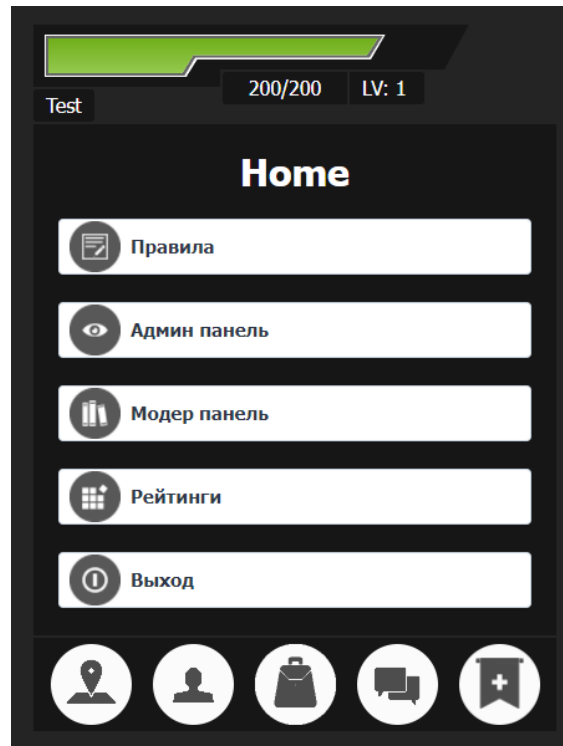 200/200 LV: 1
Test
Home
Правила
Админ панель
Модер панель
Рейтинги
Выход